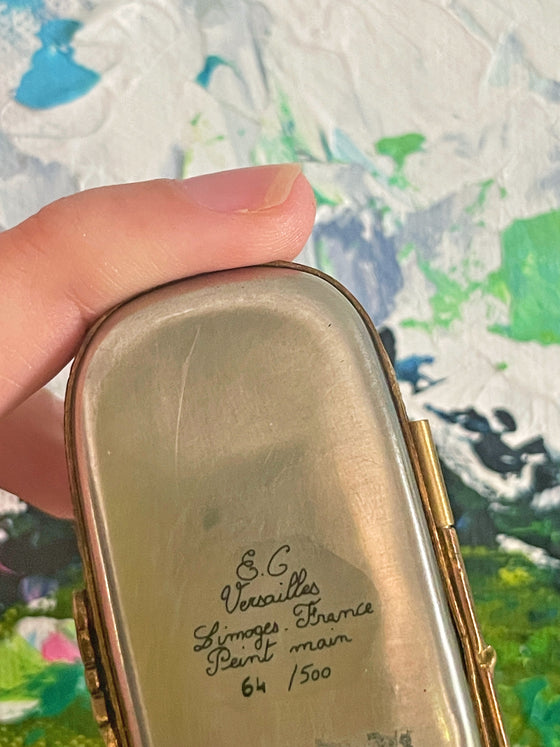 E.C
Versailles
Limoges. France
Peint main
64 /500